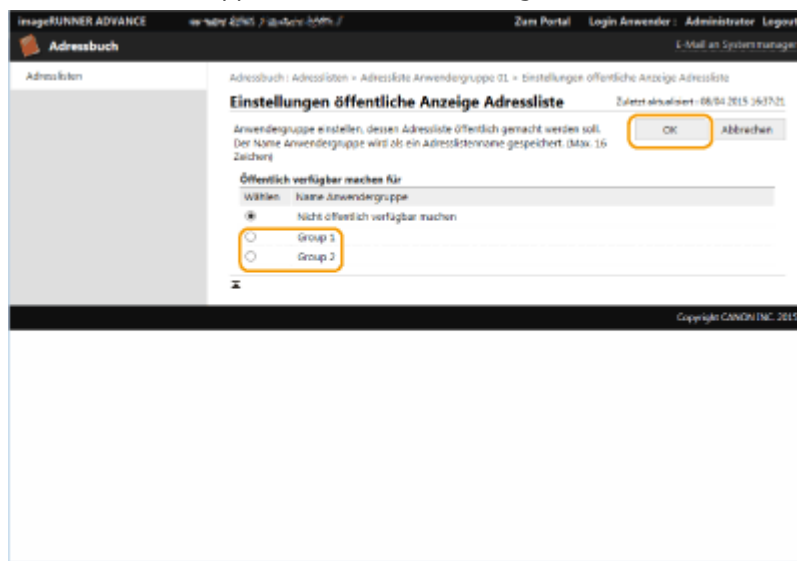 imageRUNNER ADVANCE Zum Portal Login Anwender : Administrator Logout
Adressbuch E-Mail an Systemmanager
Adresslisten
Adressbuch : Adresslisten > Adressliste Anwendergruppe 01 > Einstellungen öffentliche Anzeige Adressliste
Einstellungen öffentliche Anzeige Adressliste Zuletzt aktualisiert : 08/04 2015 16:37:21
Anwendergruppe einstellen, dessen Adressliste öffentlich gemacht werden soll. OK Abbrechen
Der Name Anwendergruppe wird als ein Adresslistenname gespeichert. (Max. 16
Zeichen)
Öffentlich verfügbar machen für
Wählen Name Anwendergruppe
Nicht öffentlich verfügbar machen
Group 1
Group 2
Copyright CANON INC. 2015